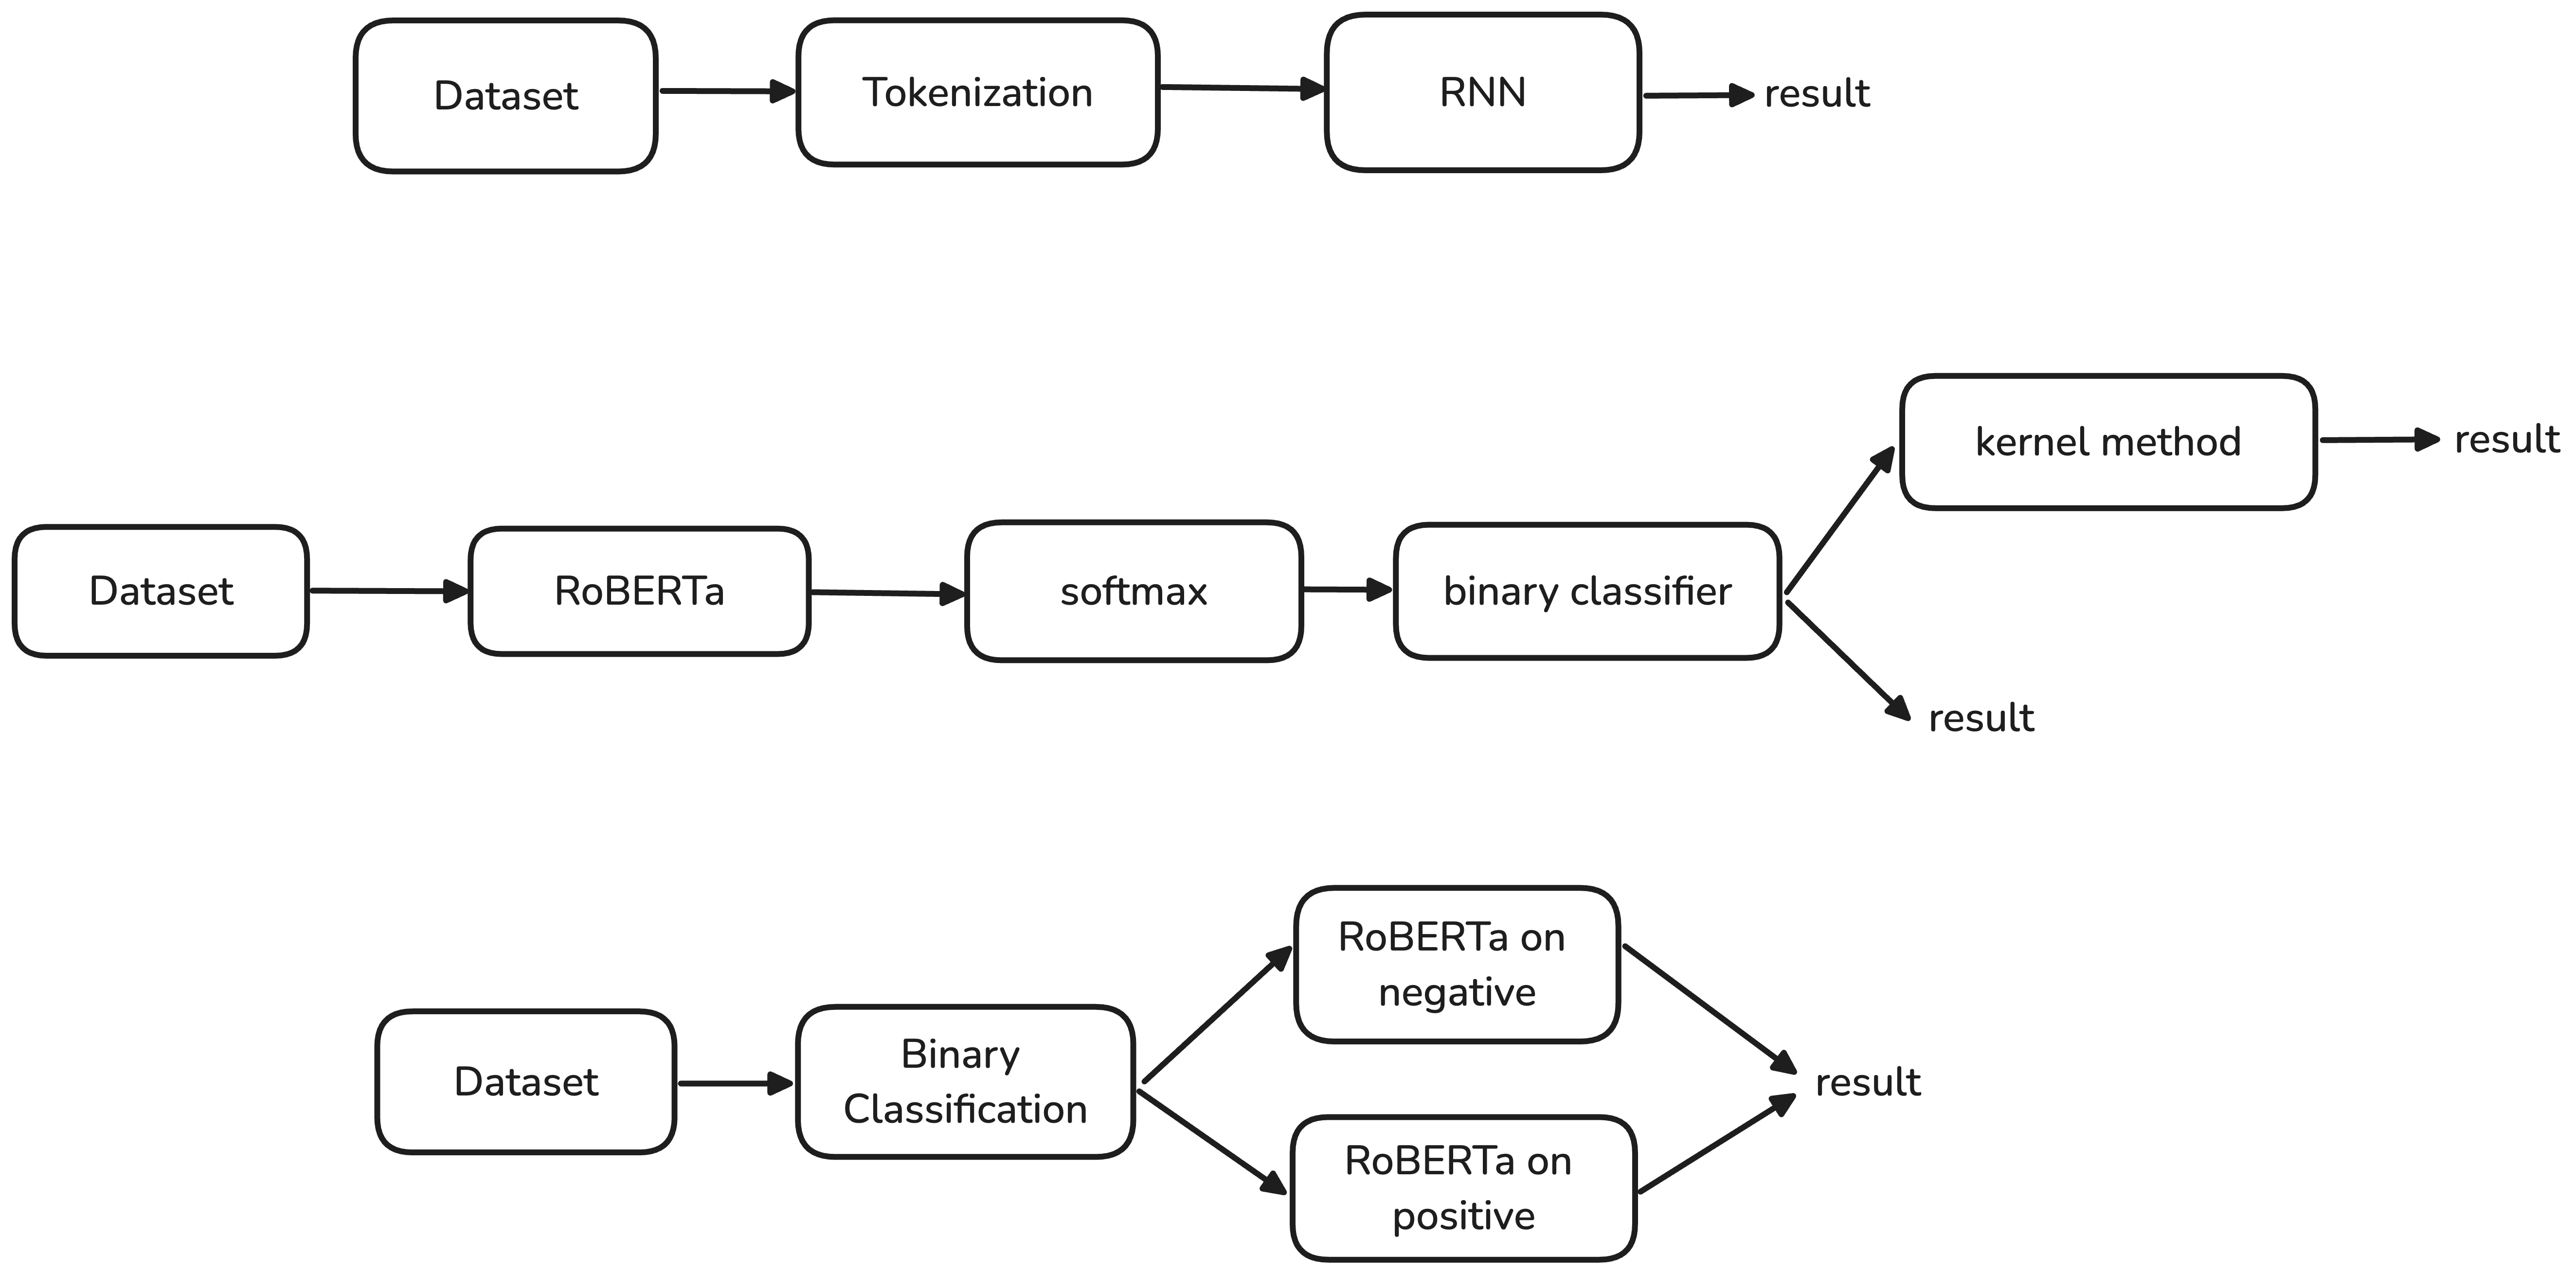 Dataset
Tokenization
RNN
result
kernel method
result
Dataset
RoBERTa
softmax
binary classifier
result
RoBERTa on
negative
Dataset
Binary
Classification
result
RoBERTa on
positive